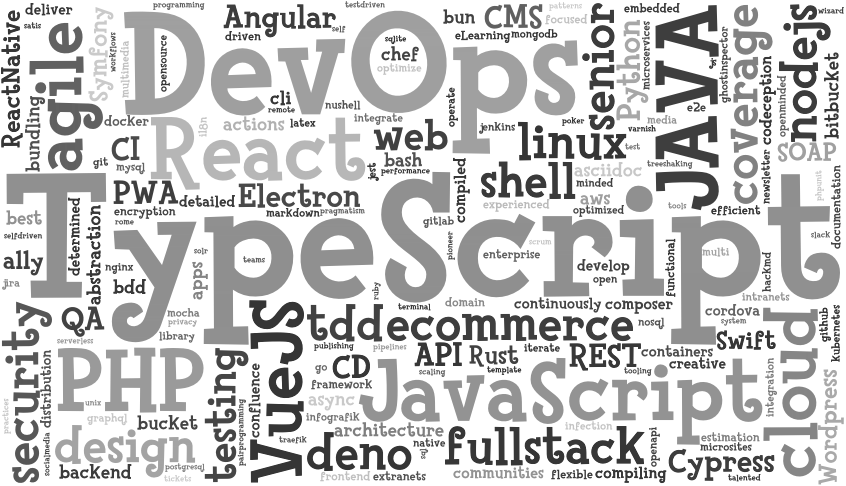 deliver
programming
testdriven
embedded
satis
Angular
self
bun
CMS
patterns
focused
wizard
ReactNative
agile
Symfony
workflows
multimedia
opensource
DevOps
driven
sqlite
chef
optimize
eLearning
mongodb
senior
Python
microservices
JAVA
ghostinspector
coverage
codeception
openminded
nodejs
bitbucket
bundling
cli
remote
nushell
operate
docker
React
i18n
actions
latex
integrate
web
jenkins
poker
linux
varnish
media
e2e
test
SOAP
git
CI
mysql
bash
jest
performance
compiled
shell
asciidoc
minded
treeshaking
newsletter
phpunit
documentation
PWA
detailed
Electron
experienced
aws
optimized
tools
efficient
encryption
markdown
pragmatism
gitlab
TypeScript
best
rome
selfdriven
determined
abstraction
solr
teams
pioneer
scrum
enterprise
functional
multi
slack
ally
nginx
apps
develop
open
hackmd
jira
bdd
ruby
terminal
domain
continuously
composer
intranets
QA
mocha
privacy
cordova
system
github
kubernetes
security
serverless
library
VueJS
tdd
ecommerce
nosql
Swift
cloud
publishing
pipelines
API
Rust
iterate
REST
containers
creative
PHP
distribution
testing
confluence
go
CD
scaling
template
tooling
framework
JavaScript
integration
Wordpress
practices
unix
graphql
bucket
pairprogramming
async
infografik
infection
design
socialmedia
traefik
architecture
deno
native
sql
fullstack
openapi
estimation
microsites
backend
postgresql
tickets
frontend
extranets
communities
flexible
compiling
Cypress
talented